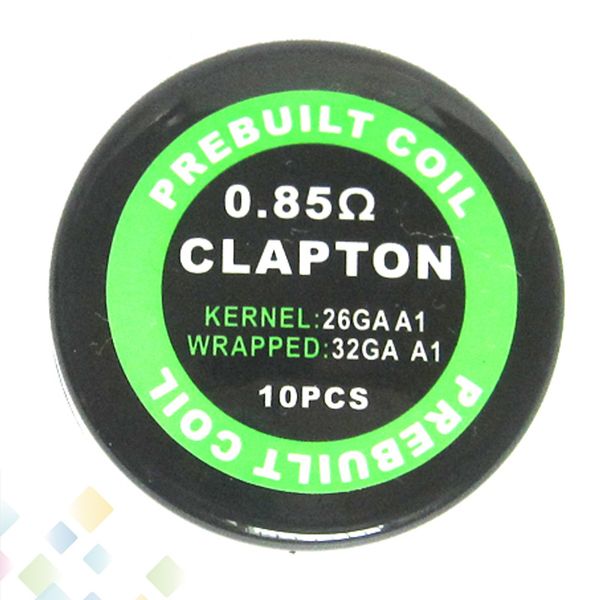 PREBUILT COIL
0.85Ω
CLAPTON
KERNEL:26GA A1
WRAPPED:32GA A1
10PCS
PREBUILT COIL